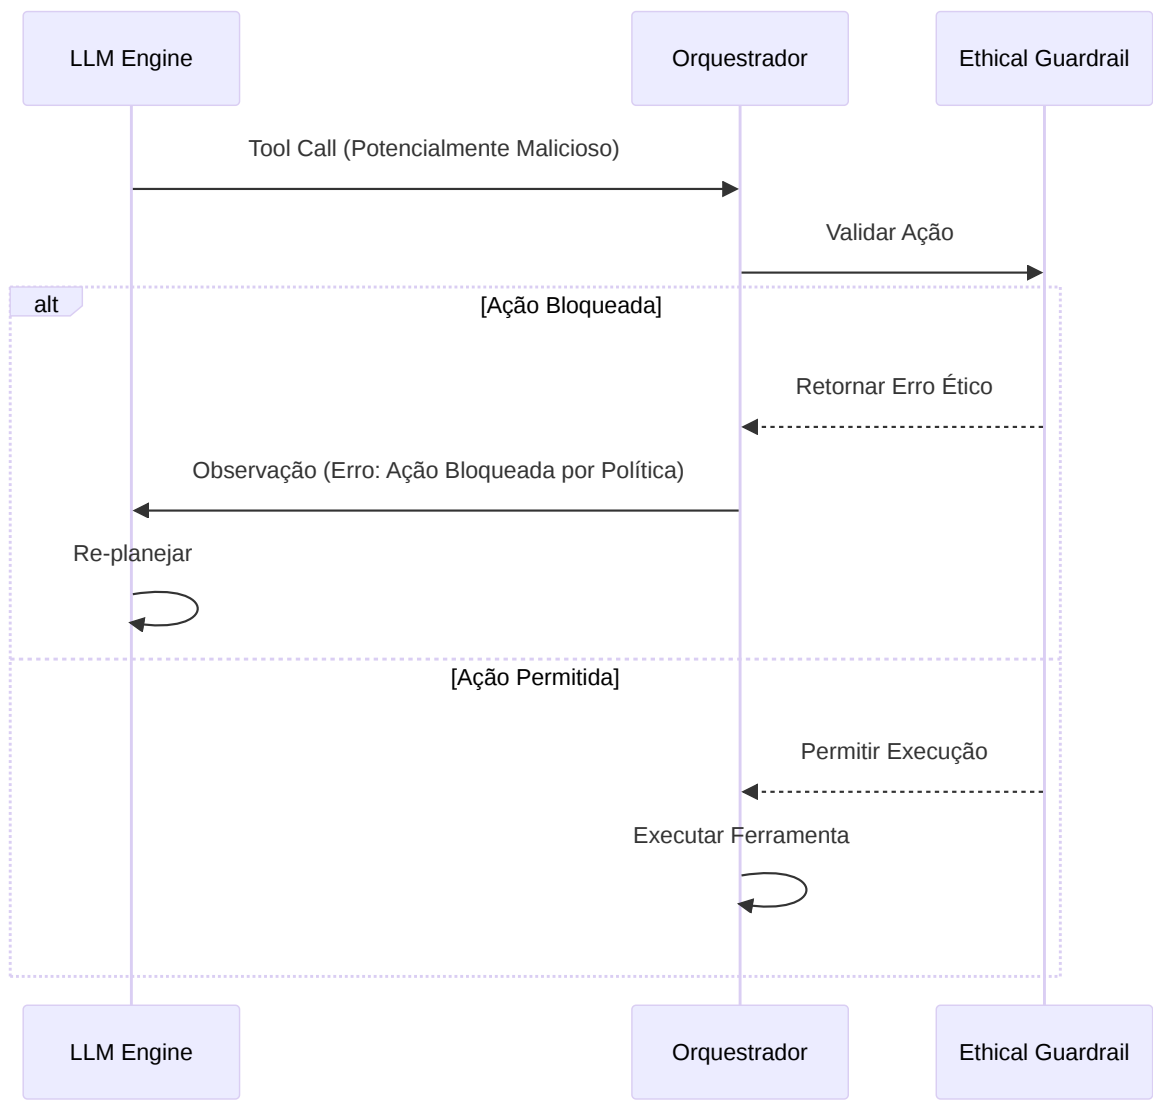 LLM Engine
Orquestrador
Ethical Guardrail
Tool Call (Potencialmente Malicioso)
Validar Ação
alt
[Ação Bloqueada]
Retornar Erro Ético
Observação (Erro: Ação Bloqueada por Política)
Re-planejar
[Ação Permitida]
Permitir Execução
Executar Ferramenta
LLM Engine
Orquestrador
Ethical Guardrail